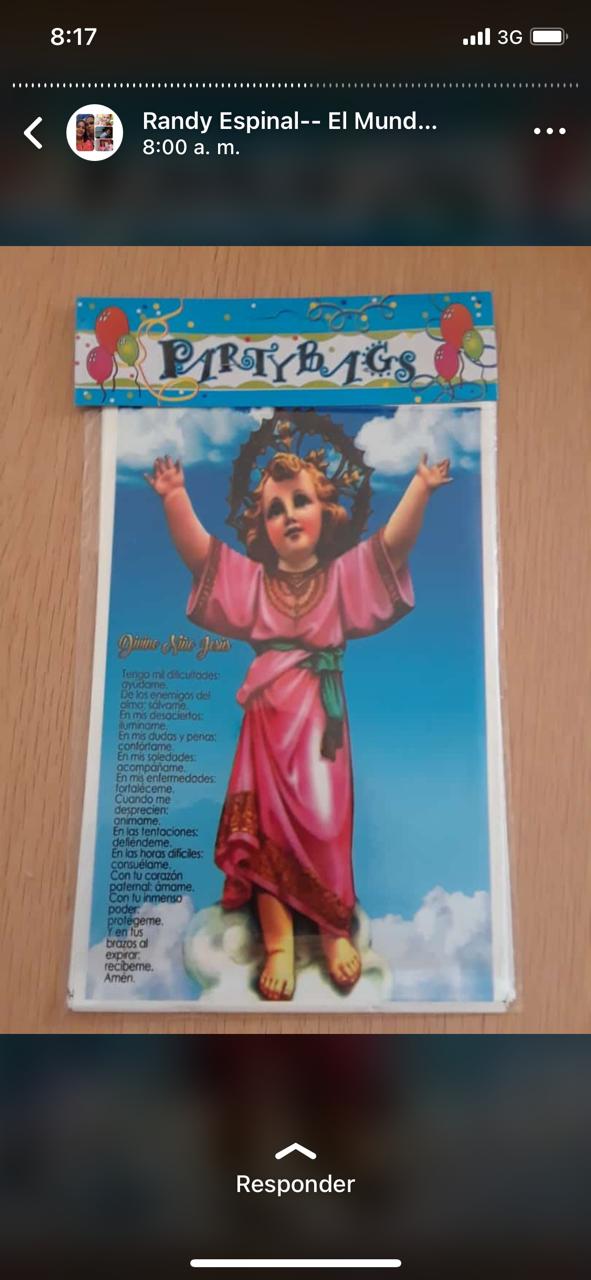 8:17
3G
Randy Espinal-- El Mund...
8:00 a. m.
PARTYBAGS
Divino Niño Jesús
Tengo mil dificultades:
ayúdame.
De los enemigos del
alma: sálvame.
En mis desaciertos:
ilumíname.
En mis dudas y penas:
confórtame.
En mis soledades:
acompáñame.
En mis enfermedades:
fortaléceme.
Cuando me
desprecien:
anímame.
En las tentaciones:
defiéndeme.
En las horas difíciles:
consuélame.
Con tu corazón
paternal: ámame.
Con tu inmenso
poder:
protégeme.
Y en tus
brazos al
expirar:
recíbeme.
Amén.
Responder